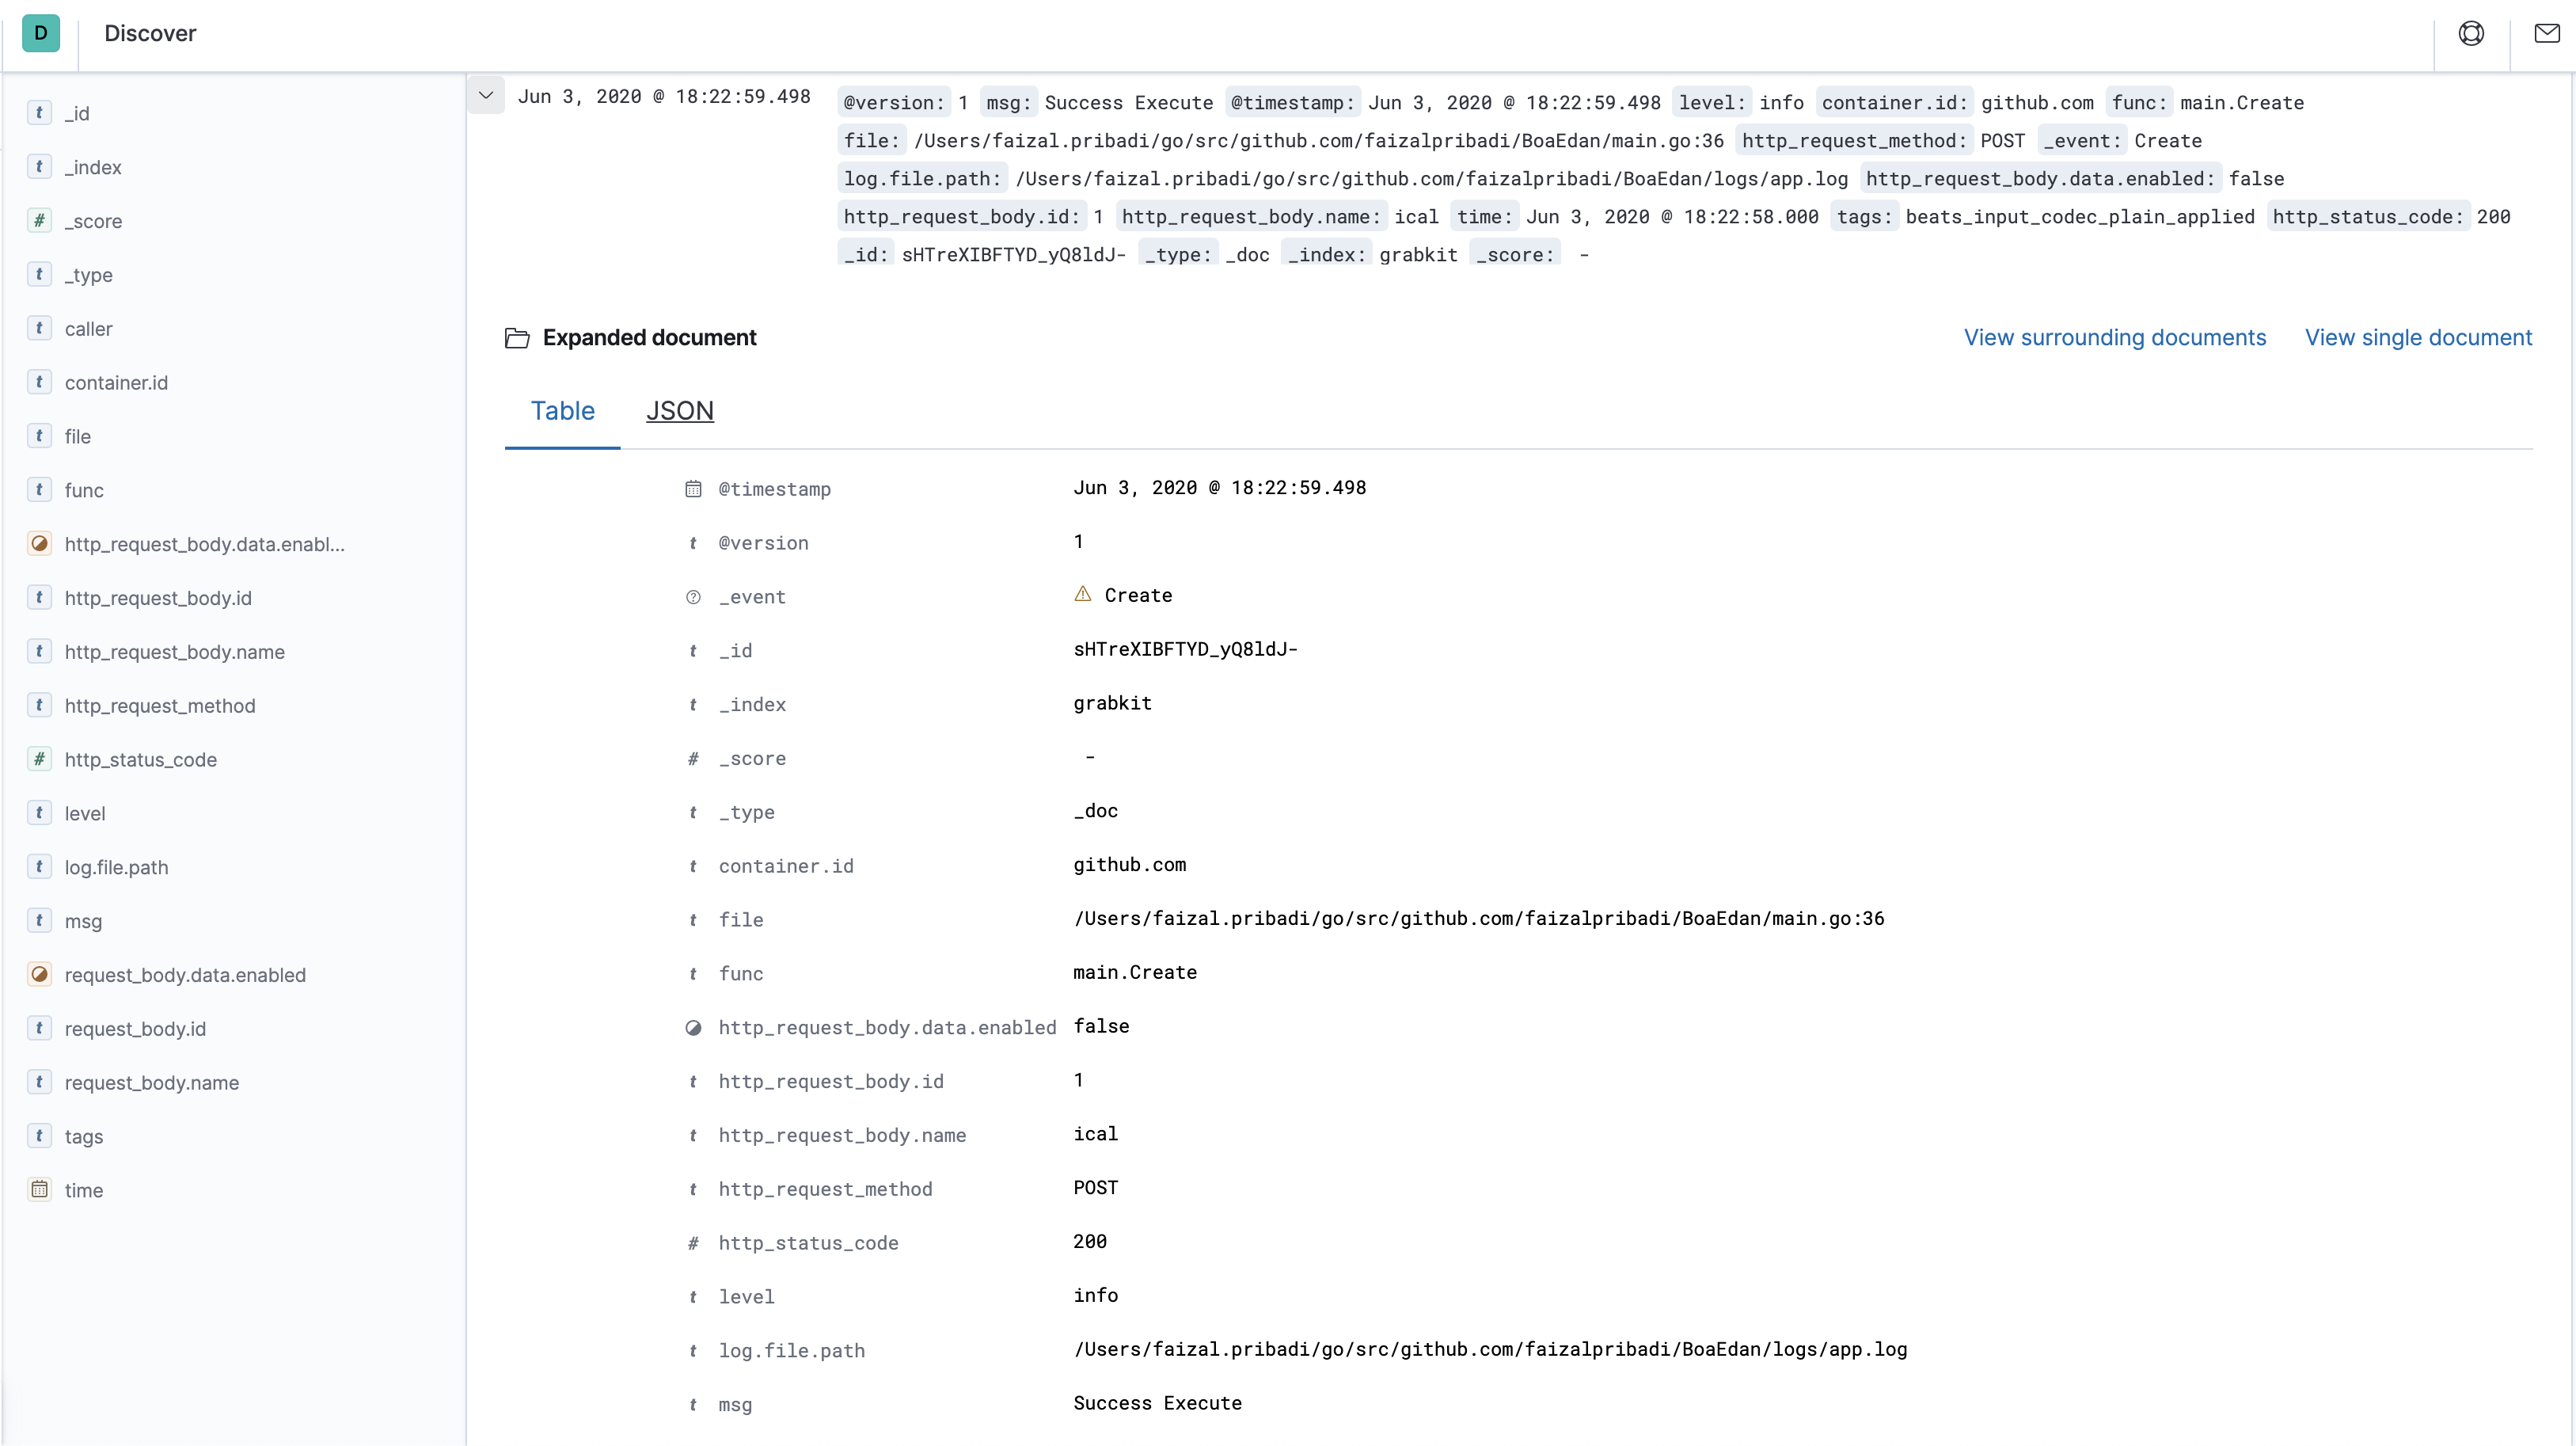 D Discover
t _id
t _index
# _score
t _type
t caller
t container.id
t file
t func
http_request_body.data.enabl...
t http_request_body.id
t http_request_body.name
t http_request_method
# http_status_code
t level
t log.file.path
t msg
request_body.data.enabled
t request_body.id
t request_body.name
t tags
time
Jun 3, 2020 @ 18:22:59.498
@version: 1 msg: Success Execute @timestamp: Jun 3, 2020 @ 18:22:59.498 level: info container.id: github.com func: main.Create
file: /Users/faizal.pribadi/go/src/github.com/faizalpribadi/BoaEdan/main.go:36 http_request_method: POST _event: Create
log.file.path: /Users/faizal.pribadi/go/src/github.com/faizalpribadi/BoaEdan/logs/app.log http_request_body.data.enabled: false
http_request_body.id: 1 http_request_body.name: ical time: Jun 3, 2020 @ 18:22:58.000 tags: beats_input_codec_plain_applied http_status_code: 200
_id: sHTreXIBFTYD_yQ8ldJ- _type: _doc _index: grabkit _score: -
Expanded document View surrounding documents View single document
Table JSON
@timestamp Jun 3, 2020 @ 18:22:59.498
t @version 1
? _event Create
t _id sHTreXIBFTYD_yQ8ldJ-
t _index grabkit
# _score -
t _type _doc
t container.id github.com
t file /Users/faizal.pribadi/go/src/github.com/faizalpribadi/BoaEdan/main.go:36
t func main.Create
http_request_body.data.enabled false
t http_request_body.id 1
t http_request_body.name ical
t http_request_method POST
# http_status_code 200
t level info
t log.file.path /Users/faizal.pribadi/go/src/github.com/faizalpribadi/BoaEdan/logs/app.log
t msg Success Execute